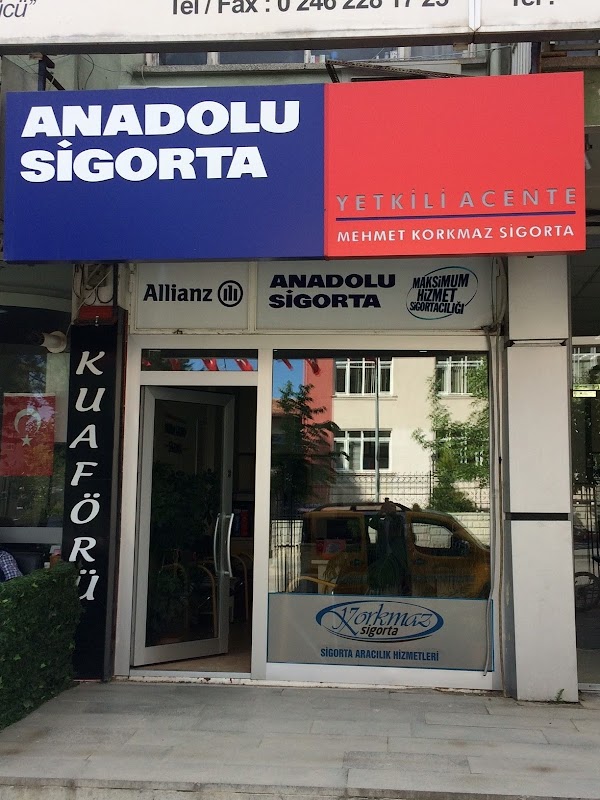 Tel / Fax : 0 246 228 17 25
Tel :
ANADOLU
SİGORTA
YETKİLİ ACENTE
MEHMET KORKMAZ SİGORTA
Allianz
ANADOLU
SİGORTA
MAKSİMUM
HİZMET
SİGORTACILIĞI
KUAFÖRÜ
Korkmaz
sigorta
SİGORTA ARACILIK HİZMETLERİ